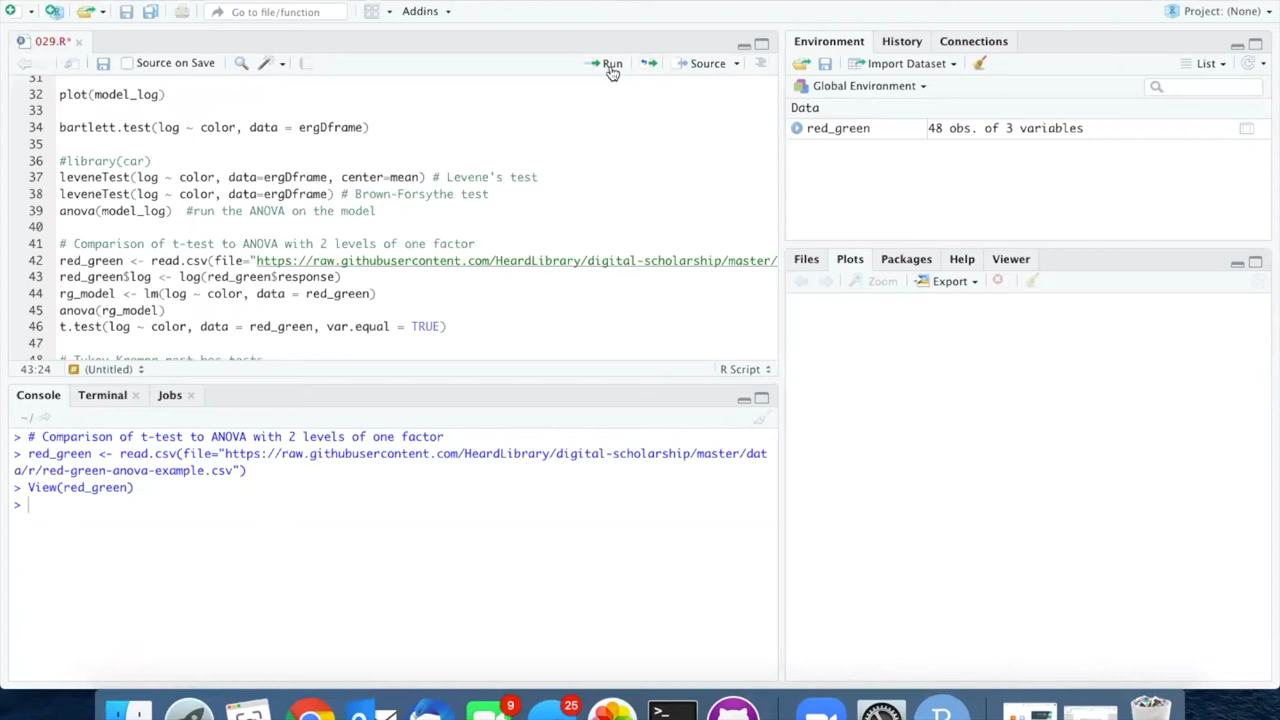 Go to file/function
Addins
Project: (None)
029.R*
Source on Save
Run
Source
31
32 plot(model_log)
33
34 bartlett.test(log ~ color, data = ergDframe)
35
36 #library(car)
37 leveneTest(log ~ color, data=ergDframe, center=mean) # Levene's test
38 leveneTest(log ~ color, data=ergDframe) # Brown-Forsythe test
39 anova(model_log)  #run the ANOVA on the model
40
41 # Comparison of t-test to ANOVA with 2 levels of one factor
42 red_green <- read.csv(file="https://raw.githubusercontent.com/HeardLibrary/digital-scholarship/master/
43 red_green$log <- log(red_green$response)
44 rg_model <- lm(log ~ color, data = red_green)
45 anova(rg_model)
46 t.test(log ~ color, data = red_green, var.equal = TRUE)
47
48 # Tukey-Kramer post hoc tests
43:24
(Untitled)
R Script
Console
Terminal
Jobs
~/
> # Comparison of t-test to ANOVA with 2 levels of one factor
> red_green <- read.csv(file="https://raw.githubusercontent.com/HeardLibrary/digital-scholarship/master/dat
a/r/red-green-anova-example.csv")
> View(red_green)
>
Environment
History
Connections
Import Dataset
List
Global Environment
Data
red_green
48 obs. of 3 variables
Files
Plots
Packages
Help
Viewer
Zoom
Export
9
25
>_
R